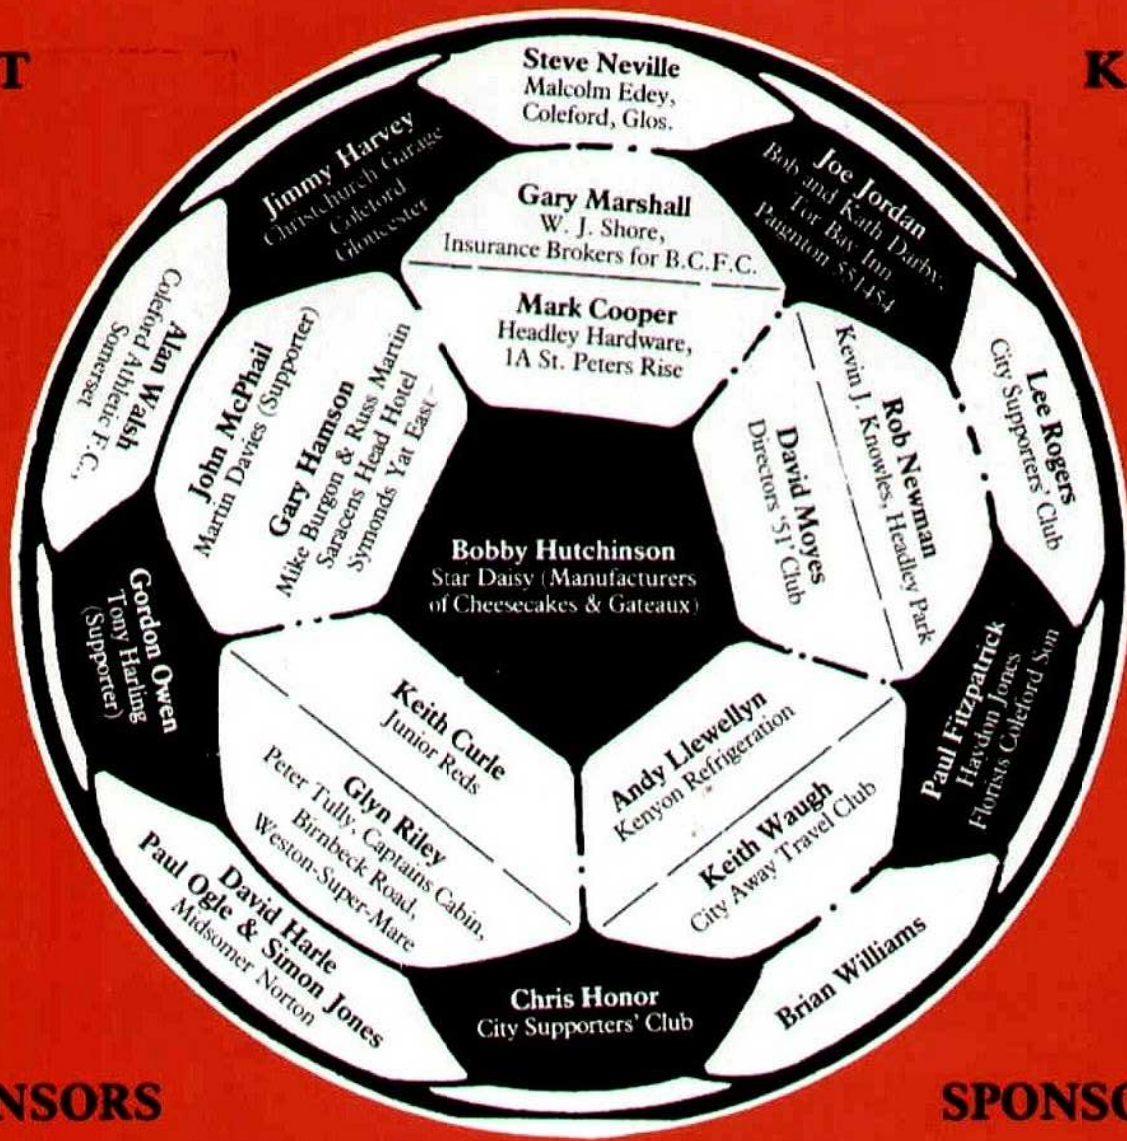 T
K
Steve Neville
Malcolm Edey,
Coleford, Glos.
Jimmy Harvey
Christchurch Garage
Coleford
Gloucester
Joe Jordan
Bob and Kath Darby,
Tor Bay Inn
Paignton 551454
Gary Marshall
W. J. Shore,
Insurance Brokers for B.C.F.C.
Mark Cooper
Headley Hardware,
1A St. Peters Rise
Alan Walsh
Coleford Athletic F.C.,
Somerset
John McPhail
Martin Davies (Supporter)
Gary Hamson
Mike Burgon & Russ Martin
Saracens Head Hotel
Symonds Yat East
Rob Newman
Kevin J. Knowles, Headley Park
David Moyes
Directors '51' Club
Lee Rogers
City Supporters' Club
Bobby Hutchinson
Star Daisy (Manufacturers
of Cheesecakes & Gateaux)
Gordon Owen
Tony Harling
(Supporter)
Keith Curle
Junior Reds
Glyn Riley
Peter Tully, Captains Cabin,
Birnbeck Road,
Weston-Super-Mare
Andy Llewellyn
Kenyon Refrigeration
Keith Waugh
City Away Travel Club
Paul Fitzpatrick
Haydon Jones
Florists Coleford Son
David Harle
Paul Ogle & Simon Jones
Midsomer Norton
Chris Honor
City Supporters' Club
Brian Williams
NSORS
SPONSO